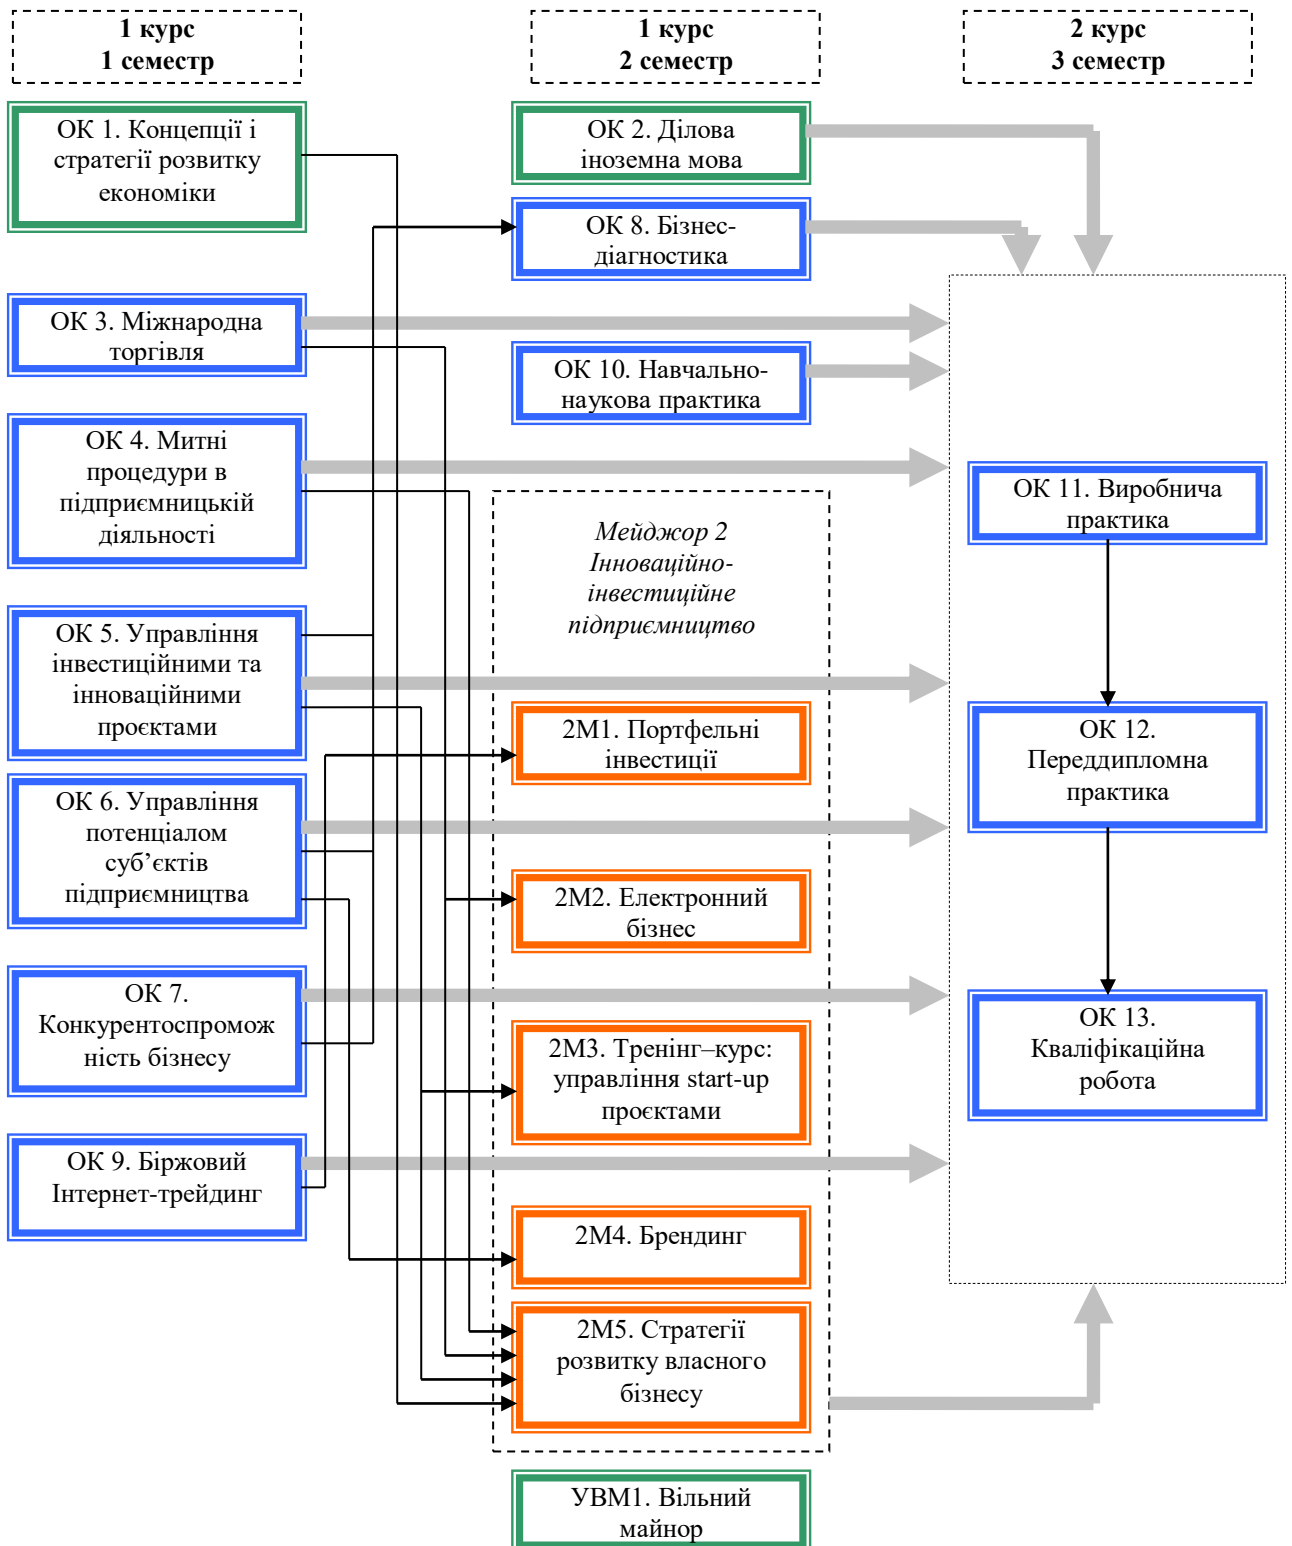 1 курс
1 семестр
1 курс
2 семестр
2 курс
3 семестр
ОК 1. Концепції і
стратегії розвитку
економіки
ОК 3. Міжнародна
торгівля
ОК 4. Митні
процедури в
підприємницькій
діяльності
ОК 5. Управління
інвестиційними та
інноваційними
проєктами
ОК 6. Управління
потенціалом
суб’єктів
підприємництва
ОК 7.
Конкурентоспромож
ність бізнесу
ОК 9. Біржовий
Інтернет-трейдинг
ОК 2. Ділова
іноземна мова
ОК 8. Бізнес-
діагностика
ОК 10. Навчально-
наукова практика
Мейджор 2
Інноваційно-
інвестиційне
підприємництво
2М1. Портфельні
інвестиції
2М2. Електронний
бізнес
2М3. Тренінг–курс:
управління start-up
проєктами
2М4. Брендинг
2М5. Стратегії
розвитку власного
бізнесу
УВМ1. Вільний
майнор
ОК 11. Виробнича
практика
ОК 12.
Переддипломна
практика
ОК 13.
Кваліфікаційна
робота